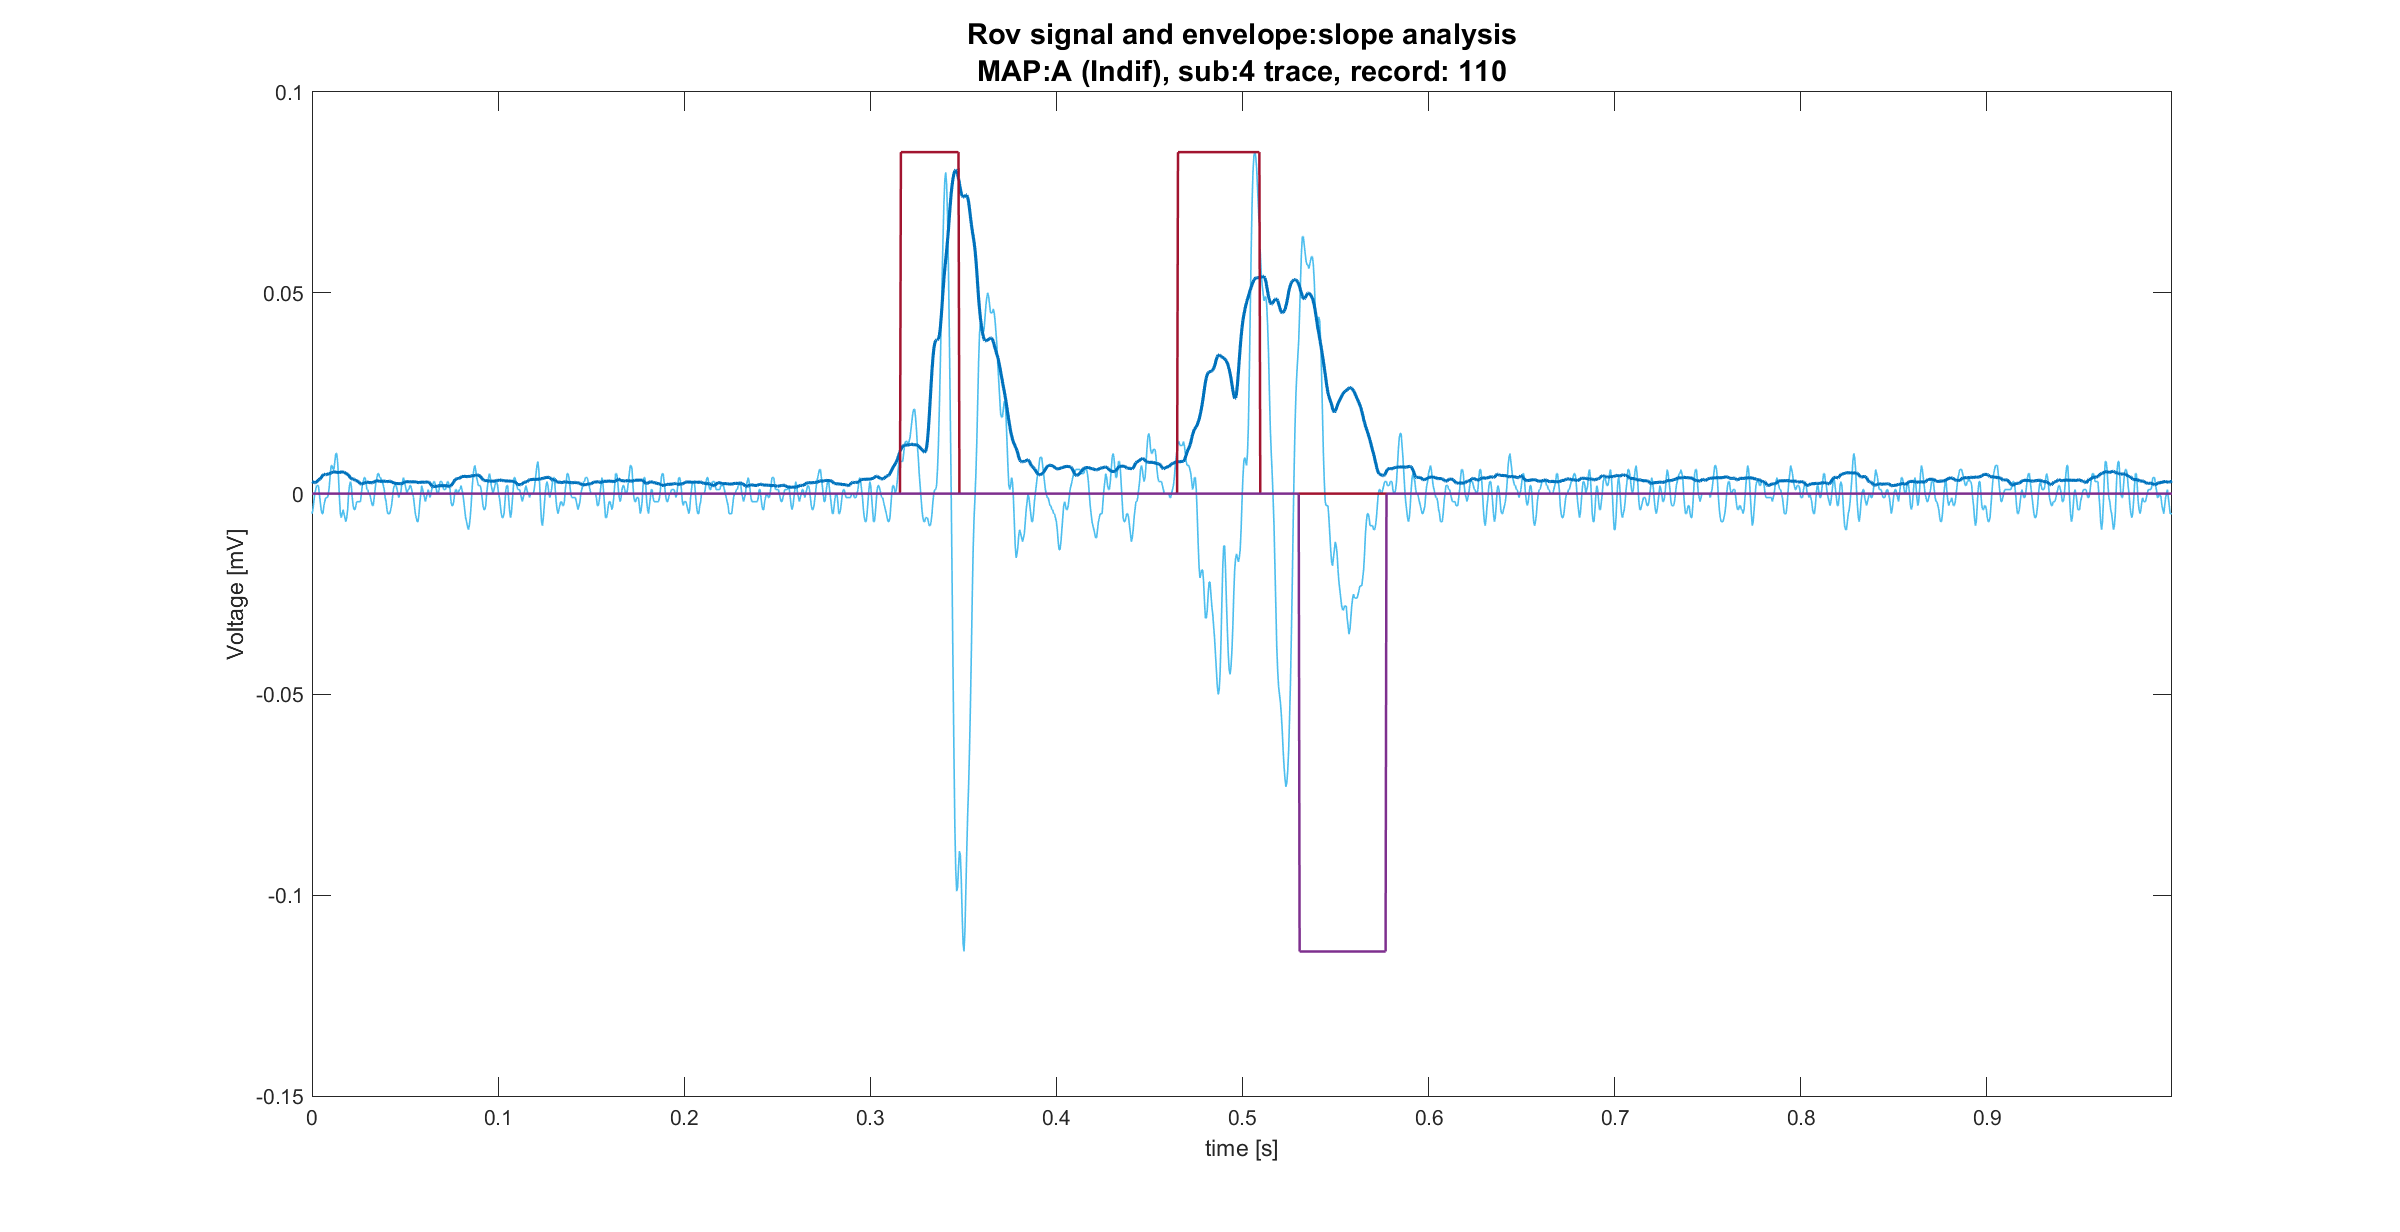 Rov signal and envelope:slope analysis
MAP:A (Indif), sub:4 trace, record: 110
0.1
0.05
0
-0.05
-0.1
-0.15
Voltage [mV]
0 0.1 0.2 0.3 0.4 0.5 0.6 0.7 0.8 0.9
time [s]